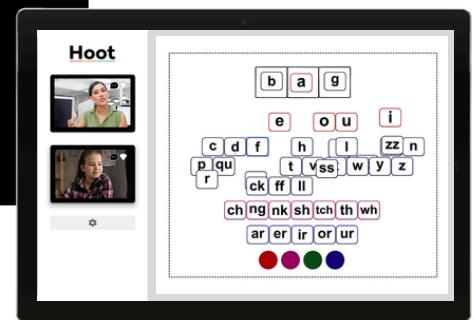 Hoot
b a g
e o u i
c d f h l zz n
p qu t v ss w y z
r
ck ff ll
ch ng nk sh tch th wh
ar er ir or ur